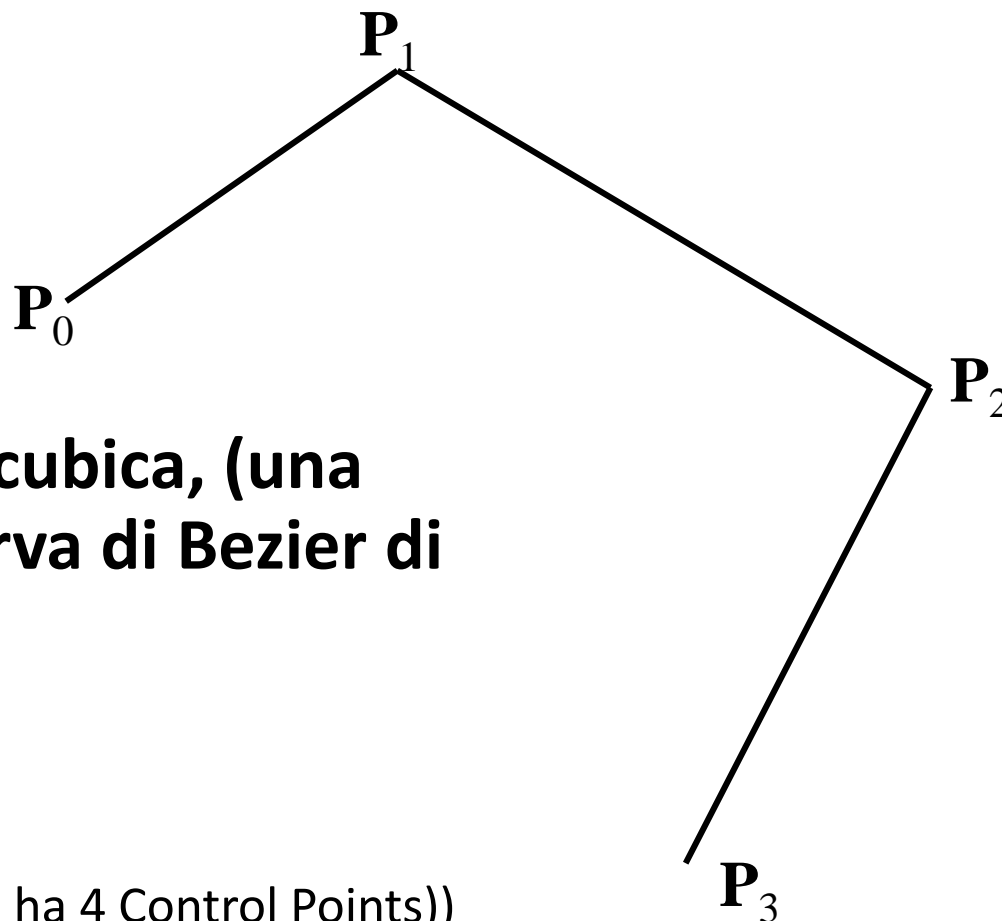 P1
P0
P2
cubica, (una
rva di Bezier di
ha 4 Control Points))
P3